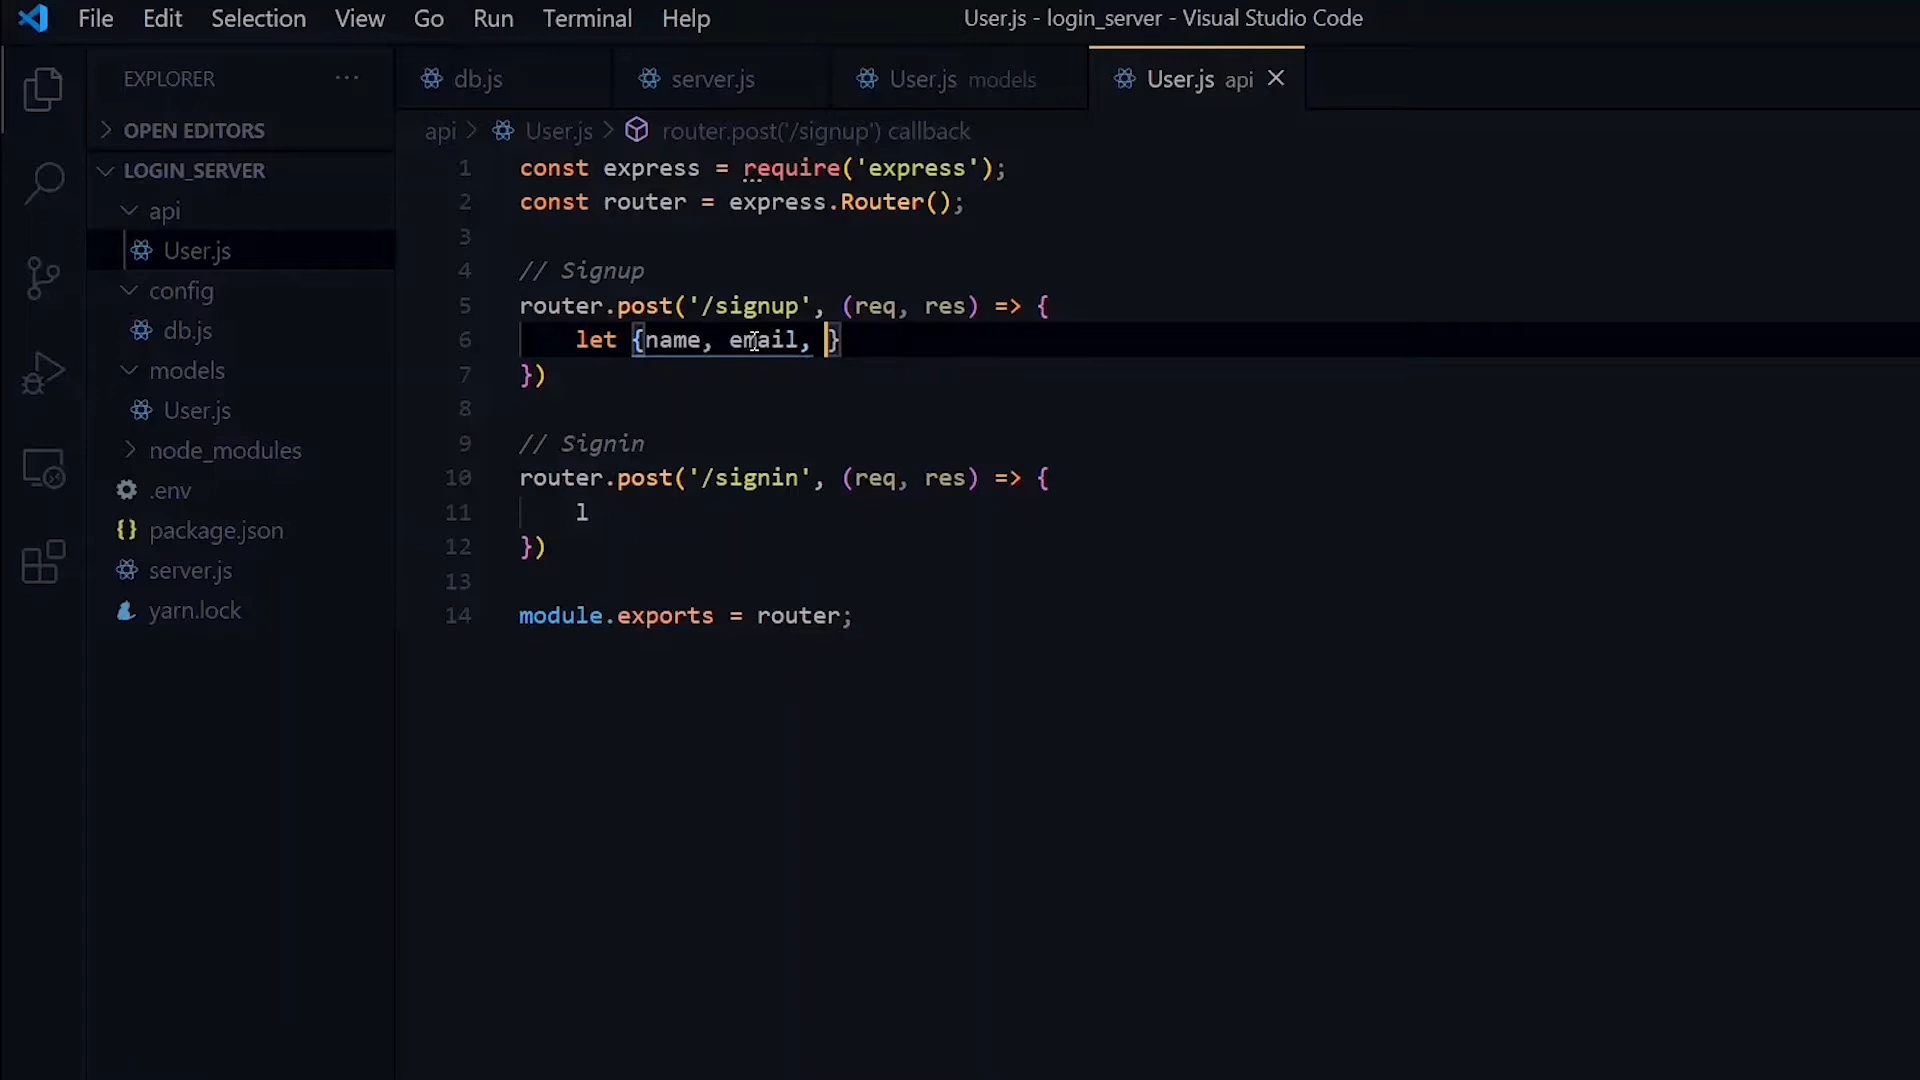 File Edit Selection View Go Run Terminal Help
User.js - login_server - Visual Studio Code
EXPLORER ···
OPEN EDITORS
LOGIN_SERVER
api
User.js
config
db.js
models
User.js
node_modules
.env
package.json
server.js
yarn.lock
db.js
server.js
User.js models
User.js api
api > User.js > router.post('/signup') callback
1 const express = require('express');
2 const router = express.Router();
3
4 // Signup
5 router.post('/signup', (req, res) => {
6 let {name, email, }
7 })
8
9 // Signin
10 router.post('/signin', (req, res) => {
11 l
12 })
13
14 module.exports = router;